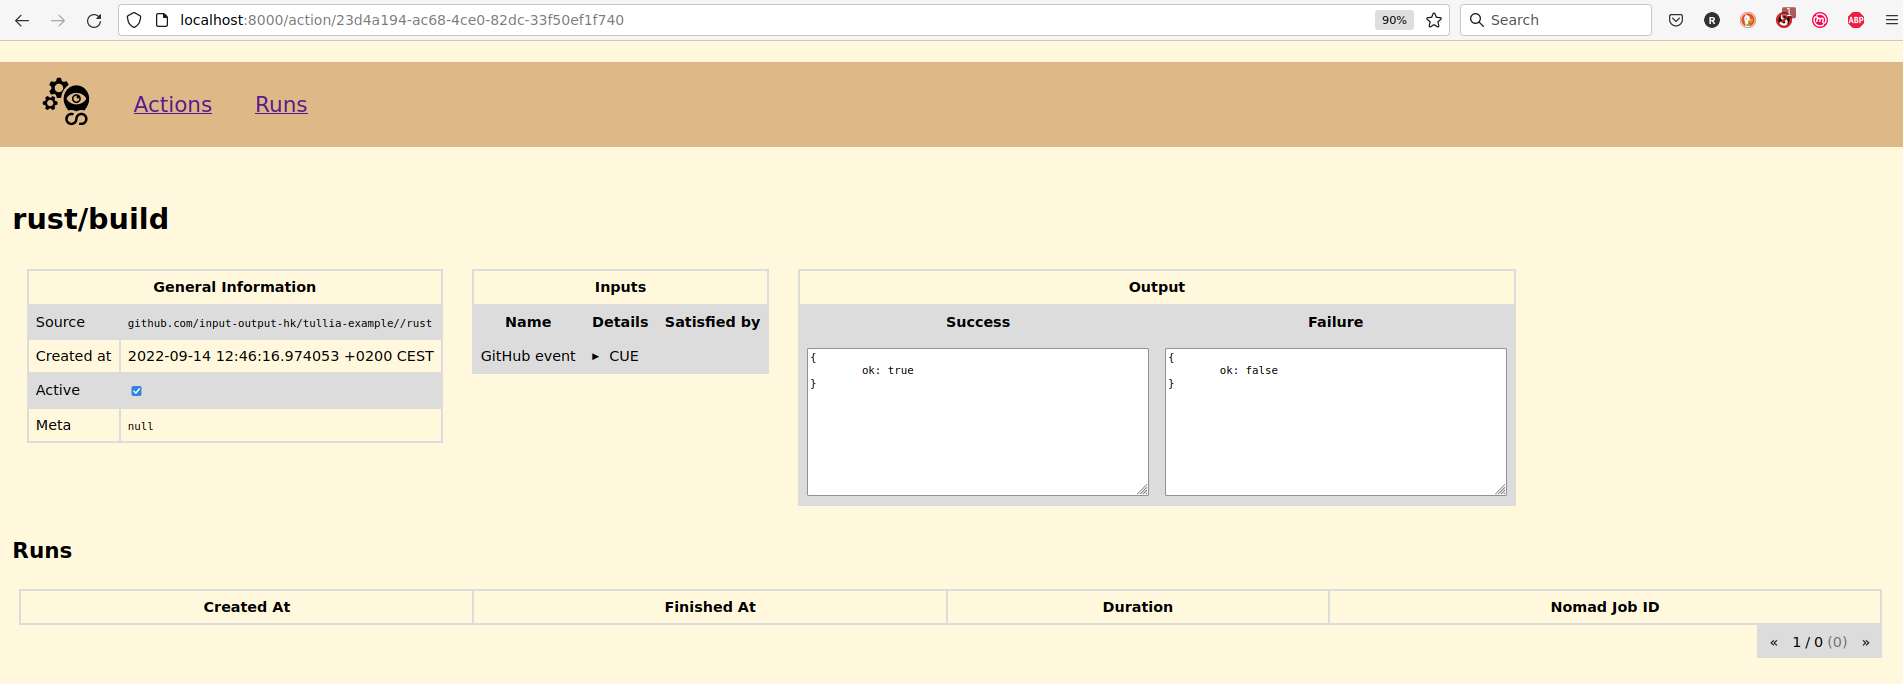 localhost:8000/action/23d4a194-ac68-4ce0-82dc-33f50ef1f740
90%
Search
1
R
ABP
Actions
Runs
rust/build
General Information
Source github.com/input-output-hk/tullia-example//rust
Created at 2022-09-14 12:46:16.974053 +0200 CEST
Active
Meta null
Inputs
Name Details Satisfied by
GitHub event ▸ CUE
Output
Success Failure
{
ok: true
}
{
ok: false
}
Runs
Created At Finished At Duration Nomad Job ID
« 1 / 0 (0) »